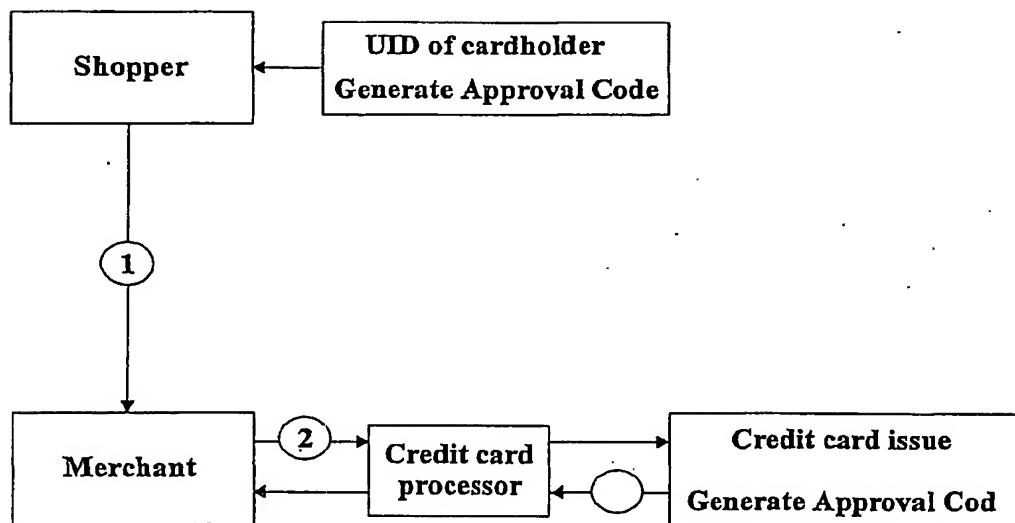 Shopper
UID of cardholder
Generate Approval Code
1
Merchant
2
Credit card
processor
Credit card issue
Generate Approval Cod